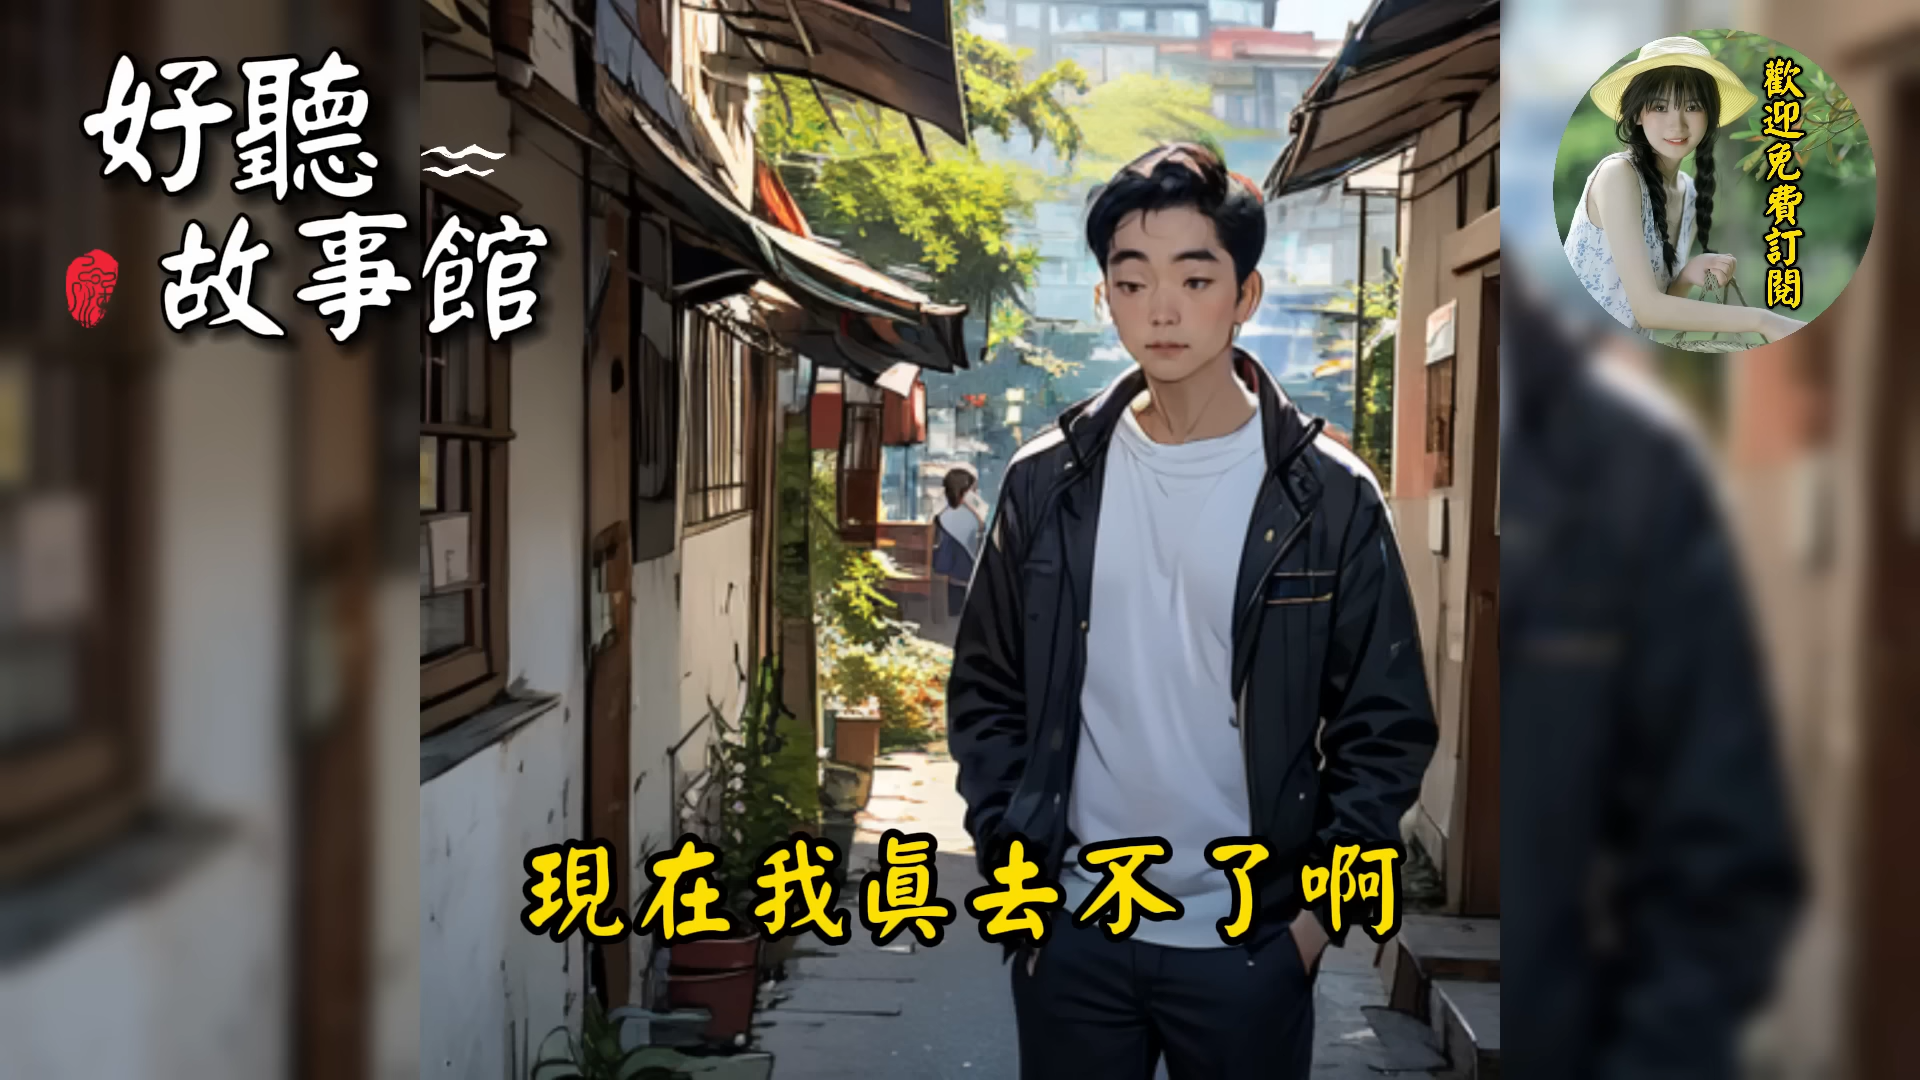 好聽
故事館
歡迎免費訂閱
現在我真去不了啊